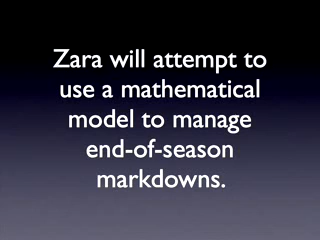 Zara will attempt to
use a mathematical
model to manage
end-of-season
markdowns.